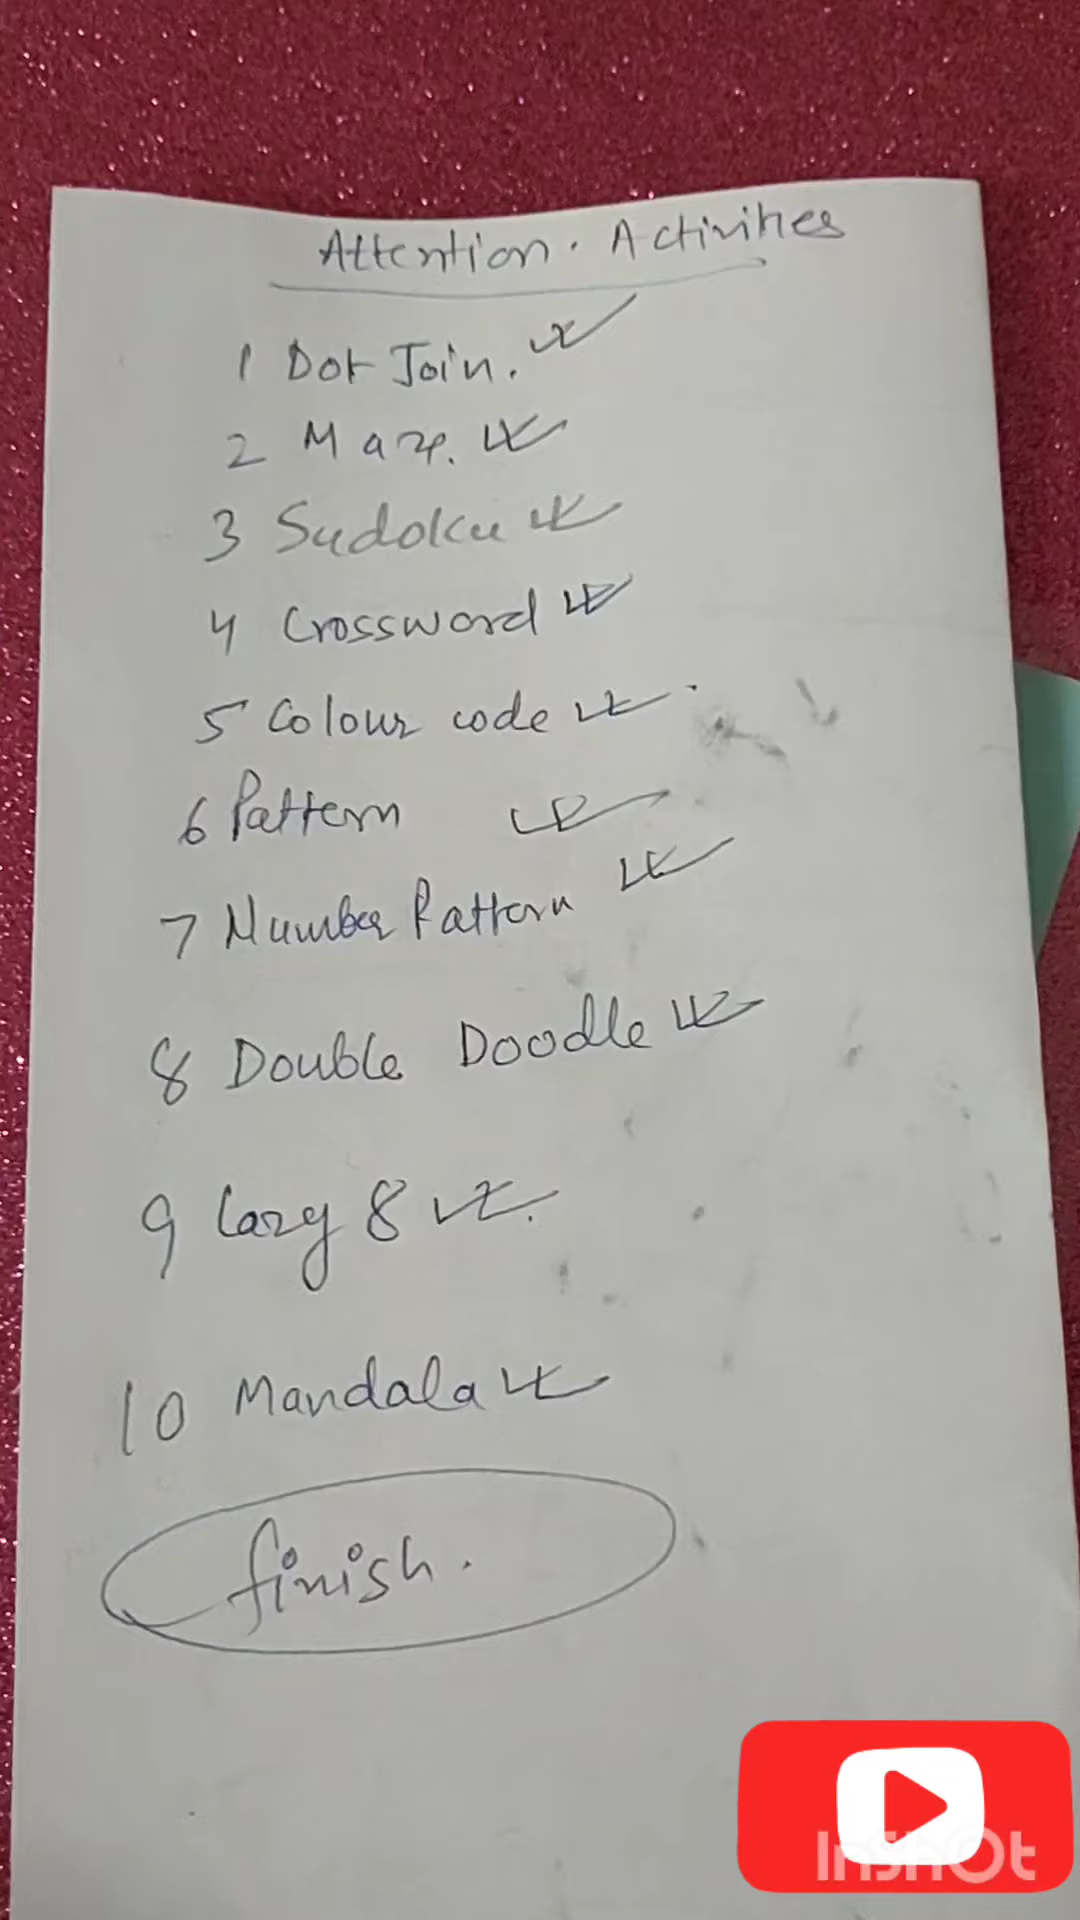 Attention. Activities
1 Dot Join.
2 Maze.
3 Sudoku
4 Crossword
5 Colour code
6 Pattern
7 Number Pattern
8 Double Doodle
9 Lazy 8
10 Mandala
finish.
InShOt